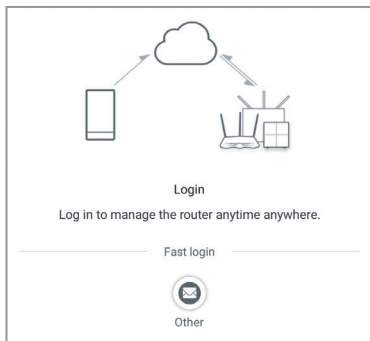 Login
Log in to manage the router anytime anywhere.
Fast login
Other